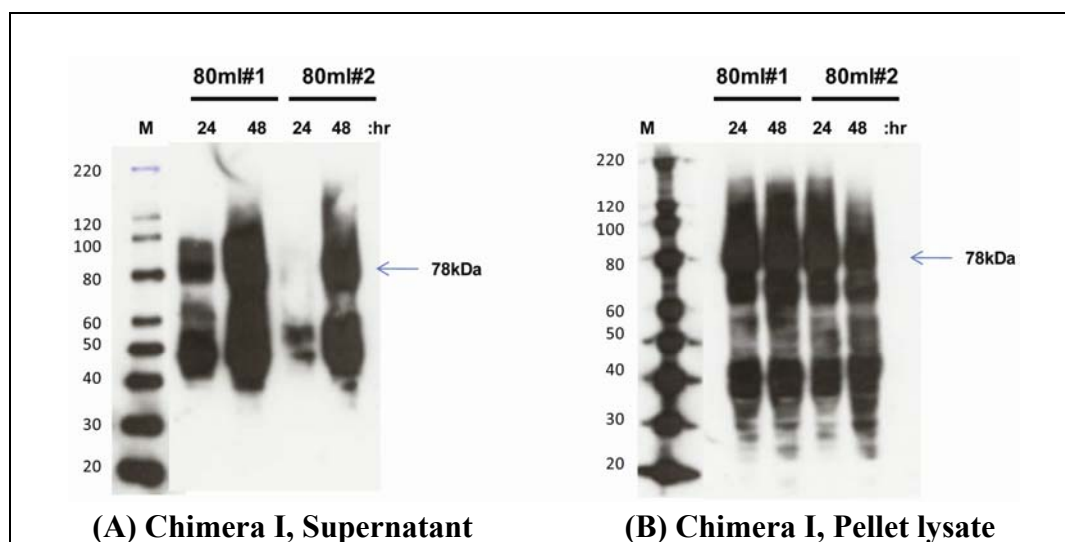 80ml#1 80ml#2
M 24 48 24 48 :hr
220
120
100
80
60
50
40
30
20
78kDa
(A) Chimera I, Supernatant
80ml#1 80ml#2
M 24 48 24 48 :hr
220
120
100
80
60
50
40
30
20
78kDa
(B) Chimera I, Pellet lysate